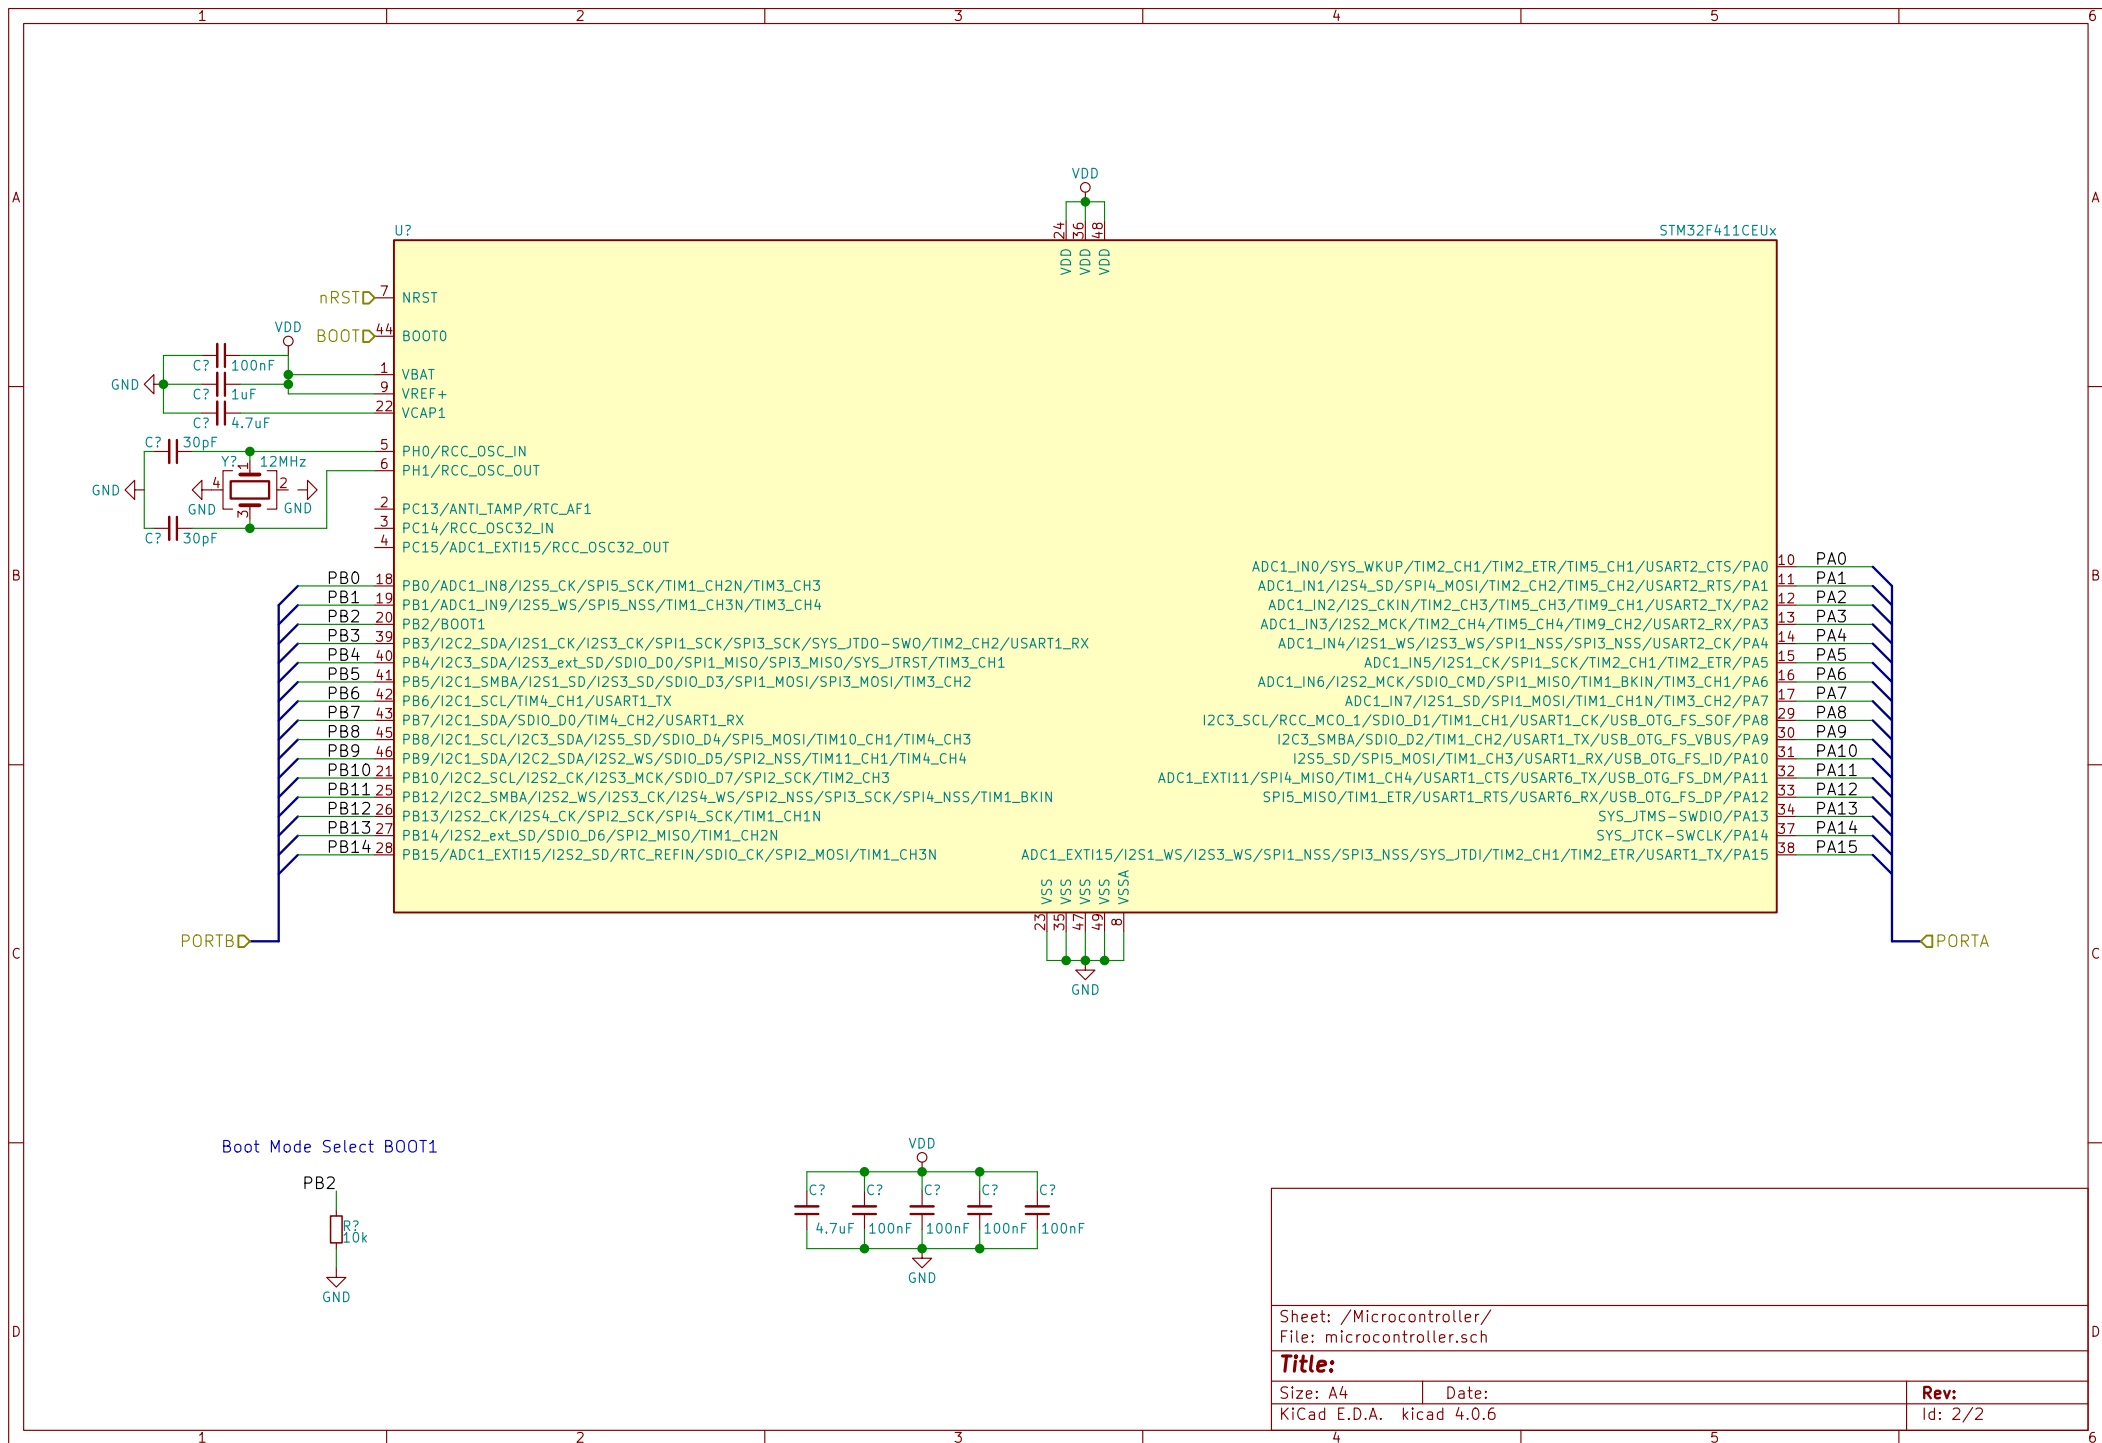 1 2 3 4 5 6
A A
VDD
U? STM32F411CEUx
24 36 48
VDD VDD VDD
nRST 7 NRST
VDD
BOOT 44 BOOT0
C? 100nF
1 VBAT
GND
C? 1uF
9 VREF+
22 VCAP1
C? 4.7uF
C? 30pF
5 PH0/RCC_OSC_IN
Y? 1 12MHz
6 PH1/RCC_OSC_OUT
GND 4 2
GND GND
3
2 PC13/ANTI_TAMP/RTC_AF1
3 PC14/RCC_OSC32_IN
C? 30pF
4 PC15/ADC1_EXTI15/RCC_OSC32_OUT
B B
PB0 18 PB0/ADC1_IN8/I2S5_CK/SPI5_SCK/TIM1_CH2N/TIM3_CH3
PB1 19 PB1/ADC1_IN9/I2S5_WS/SPI5_NSS/TIM1_CH3N/TIM3_CH4
PB2 20 PB2/BOOT1
PB3 39 PB3/I2C2_SDA/I2S1_CK/I2S3_CK/SPI1_SCK/SPI3_SCK/SYS_JTDO-SWO/TIM2_CH2/USART1_RX
PB4 40 PB4/I2C3_SDA/I2S3_ext_SD/SDIO_D0/SPI1_MISO/SPI3_MISO/SYS_JTRST/TIM3_CH1
PB5 41 PB5/I2C1_SMBA/I2S1_SD/I2S3_SD/SDIO_D3/SPI1_MOSI/SPI3_MOSI/TIM3_CH2
PB6 42 PB6/I2C1_SCL/TIM4_CH1/USART1_TX
PB7 43 PB7/I2C1_SDA/SDIO_D0/TIM4_CH2/USART1_RX
PB8 45 PB8/I2C1_SCL/I2C3_SDA/I2S5_SD/SDIO_D4/SPI5_MOSI/TIM10_CH1/TIM4_CH3
PB9 46 PB9/I2C1_SDA/I2C2_SDA/I2S2_WS/SDIO_D5/SPI2_NSS/TIM11_CH1/TIM4_CH4
PB10 21 PB10/I2C2_SCL/I2S2_CK/I2S3_MCK/SDIO_D7/SPI2_SCK/TIM2_CH3
PB11 25 PB12/I2C2_SMBA/I2S2_WS/I2S3_CK/I2S4_WS/SPI2_NSS/SPI3_SCK/SPI4_NSS/TIM1_BKIN
PB12 26 PB13/I2S2_CK/I2S4_CK/SPI2_SCK/SPI4_SCK/TIM1_CH1N
PB13 27 PB14/I2S2_ext_SD/SDIO_D6/SPI2_MISO/TIM1_CH2N
PB14 28 PB15/ADC1_EXTI15/I2S2_SD/RTC_REFIN/SDIO_CK/SPI2_MOSI/TIM1_CH3N
ADC1_IN0/SYS_WKUP/TIM2_CH1/TIM2_ETR/TIM5_CH1/USART2_CTS/PA0 10 PA0
ADC1_IN1/I2S4_SD/SPI4_MOSI/TIM2_CH2/TIM5_CH2/USART2_RTS/PA1 11 PA1
ADC1_IN2/I2S_CKIN/TIM2_CH3/TIM5_CH3/TIM9_CH1/USART2_TX/PA2 12 PA2
ADC1_IN3/I2S2_MCK/TIM2_CH4/TIM5_CH4/TIM9_CH2/USART2_RX/PA3 13 PA3
ADC1_IN4/I2S1_WS/I2S3_WS/SPI1_NSS/SPI3_NSS/USART2_CK/PA4 14 PA4
ADC1_IN5/I2S1_CK/SPI1_SCK/TIM2_CH1/TIM2_ETR/PA5 15 PA5
ADC1_IN6/I2S2_MCK/SDIO_CMD/SPI1_MISO/TIM1_BKIN/TIM3_CH1/PA6 16 PA6
ADC1_IN7/I2S1_SD/SPI1_MOSI/TIM1_CH1N/TIM3_CH2/PA7 17 PA7
I2C3_SCL/RCC_MCO_1/SDIO_D1/TIM1_CH1/USART1_CK/USB_OTG_FS_SOF/PA8 29 PA8
I2C3_SMBA/SDIO_D2/TIM1_CH2/USART1_TX/USB_OTG_FS_VBUS/PA9 30 PA9
I2S5_SD/SPI5_MOSI/TIM1_CH3/USART1_RX/USB_OTG_FS_ID/PA10 31 PA10
ADC1_EXTI11/SPI4_MISO/TIM1_CH4/USART1_CTS/USART6_TX/USB_OTG_FS_DM/PA11 32 PA11
SPI5_MISO/TIM1_ETR/USART1_RTS/USART6_RX/USB_OTG_FS_DP/PA12 33 PA12
SYS_JTMS-SWDIO/PA13 34 PA13
SYS_JTCK-SWCLK/PA14 37 PA14
ADC1_EXTI15/I2S1_WS/I2S3_WS/SPI1_NSS/SPI3_NSS/SYS_JTDI/TIM2_CH1/TIM2_ETR/USART1_TX/PA15 38 PA15
VSS VSS VSS VSS VSSA
23 35 47 49 8
PORTB PORTA
C C
GND
Boot Mode Select BOOT1
VDD
PB2
C? C? C? C? C?
R?
10k
4.7uF 100nF 100nF 100nF 100nF
GND
GND
Sheet: /Microcontroller/
File: microcontroller.sch
D D
Title:
Size: A4 Date: Rev:
KiCad E.D.A. kicad 4.0.6 Id: 2/2
1 2 3 4 5 6